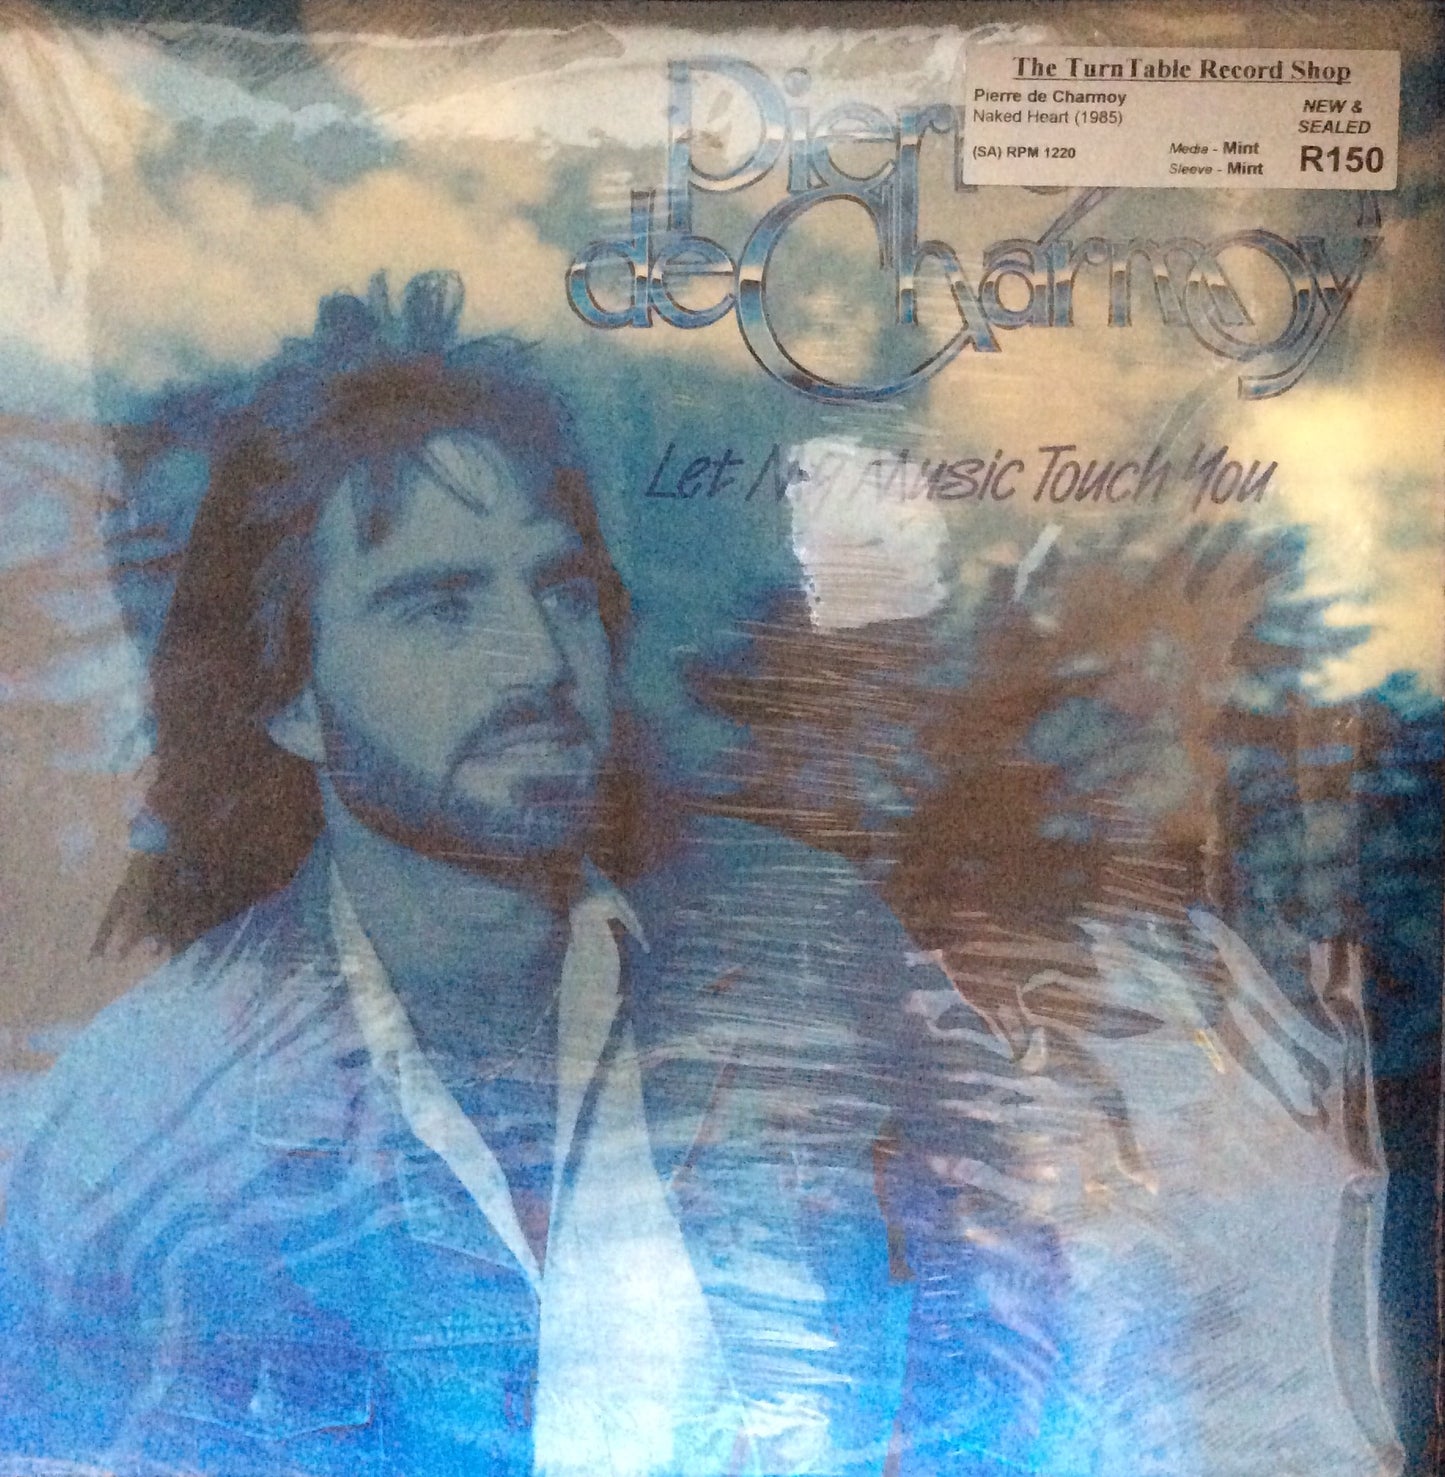 The TurnTable Record Shop
Pierre de Charmoy
Naked Heart (1985)
NEW &
SEALED
(SA) RPM 1220
Media - Mint
Sleeve - Mint
R150
Pierre
de Charmoy
Let My Music Touch You